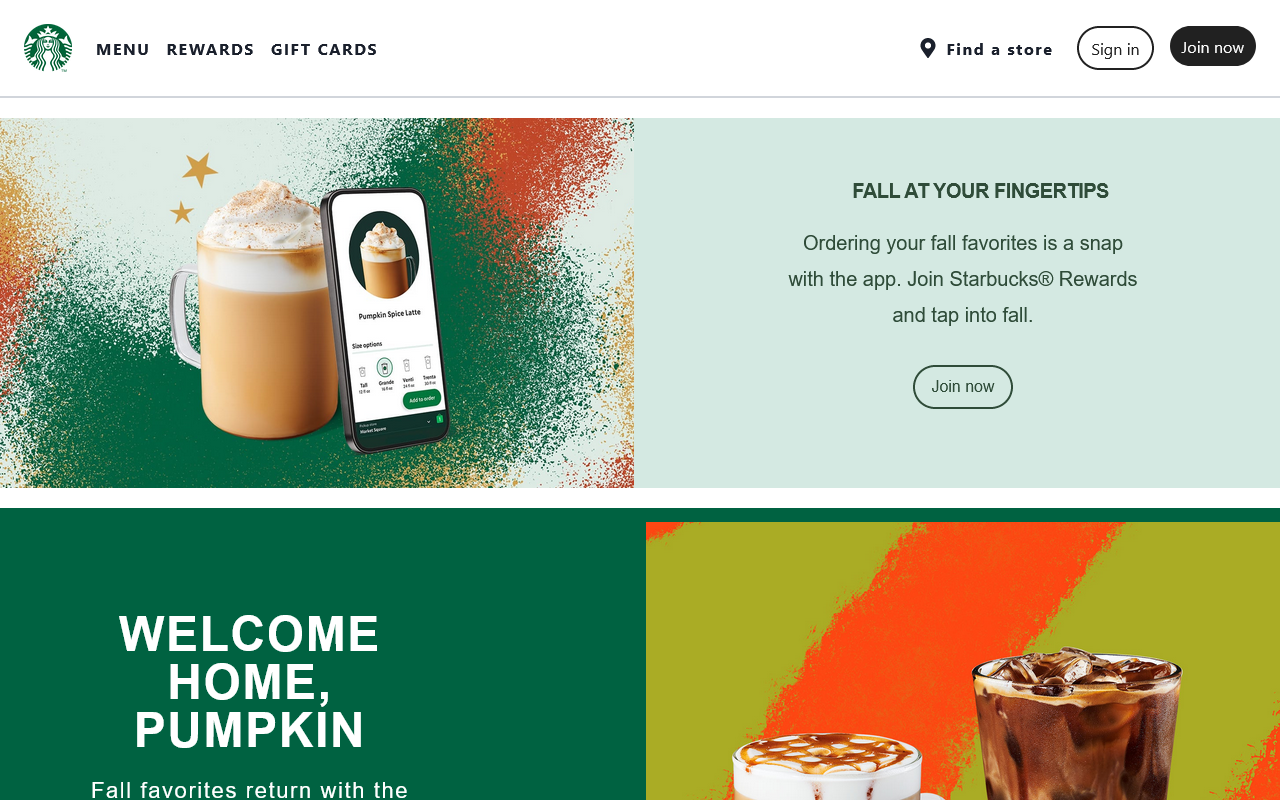 MENU REWARDS GIFT CARDS Find a store Sign in Join now
FALL AT YOUR FINGERTIPS
Ordering your fall favorites is a snap
with the app. Join Starbucks® Rewards
and tap into fall.
Join now
Pumpkin Spice Latte
Size options
Tall Grande Venti Trenta
12 fl oz 16 fl oz 24 fl oz 30 fl oz
Add to order
Pickup store
Market Square
WELCOME
HOME,
PUMPKIN
Fall favorites return with the